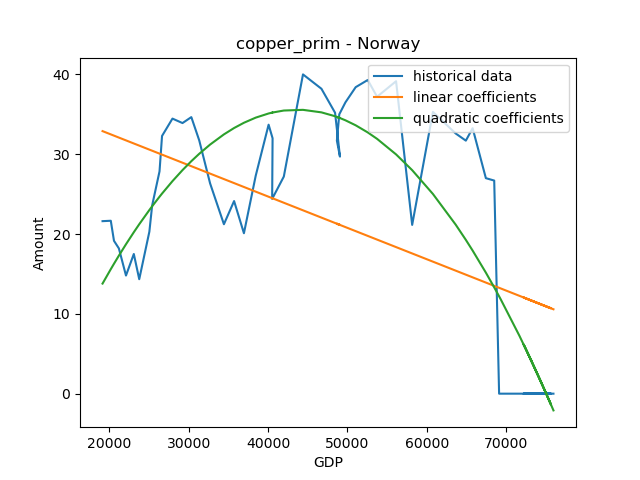 copper_prim - Norway
historical data
linear coefficients
quadratic coefficients
Amount
40
30
20
10
0
20000 30000 40000 50000 60000 70000
GDP